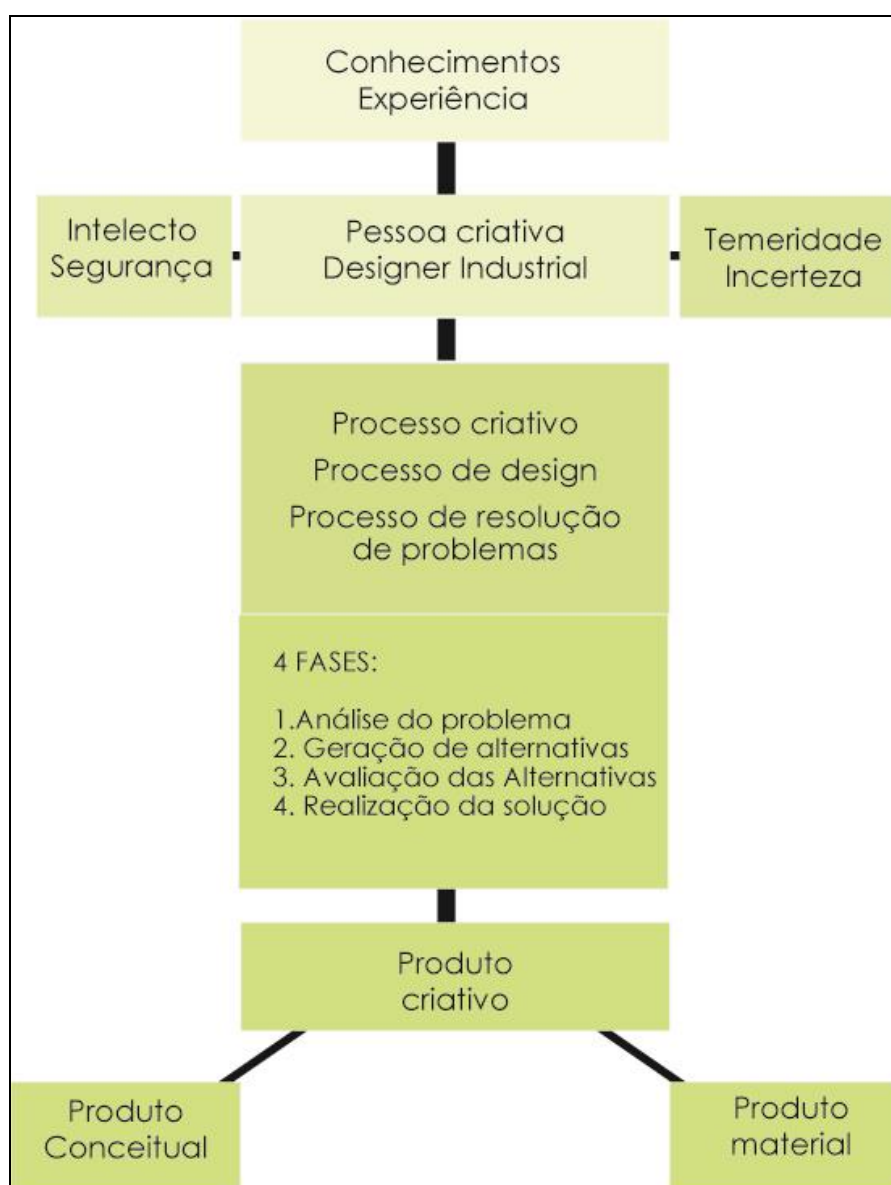 Conhecimentos
Experiência
Intelecto
Segurança
Pessoa criativa
Designer Industrial
Temeridade
Incerteza
Processo criativo
Processo de design
Processo de resolução
de problemas
4 FASES:
1.Análise do problema
2. Geração de alternativas
3. Avaliação das Alternativas
4. Realização da solução
Produto
criativo
Produto
Conceitual
Produto
material